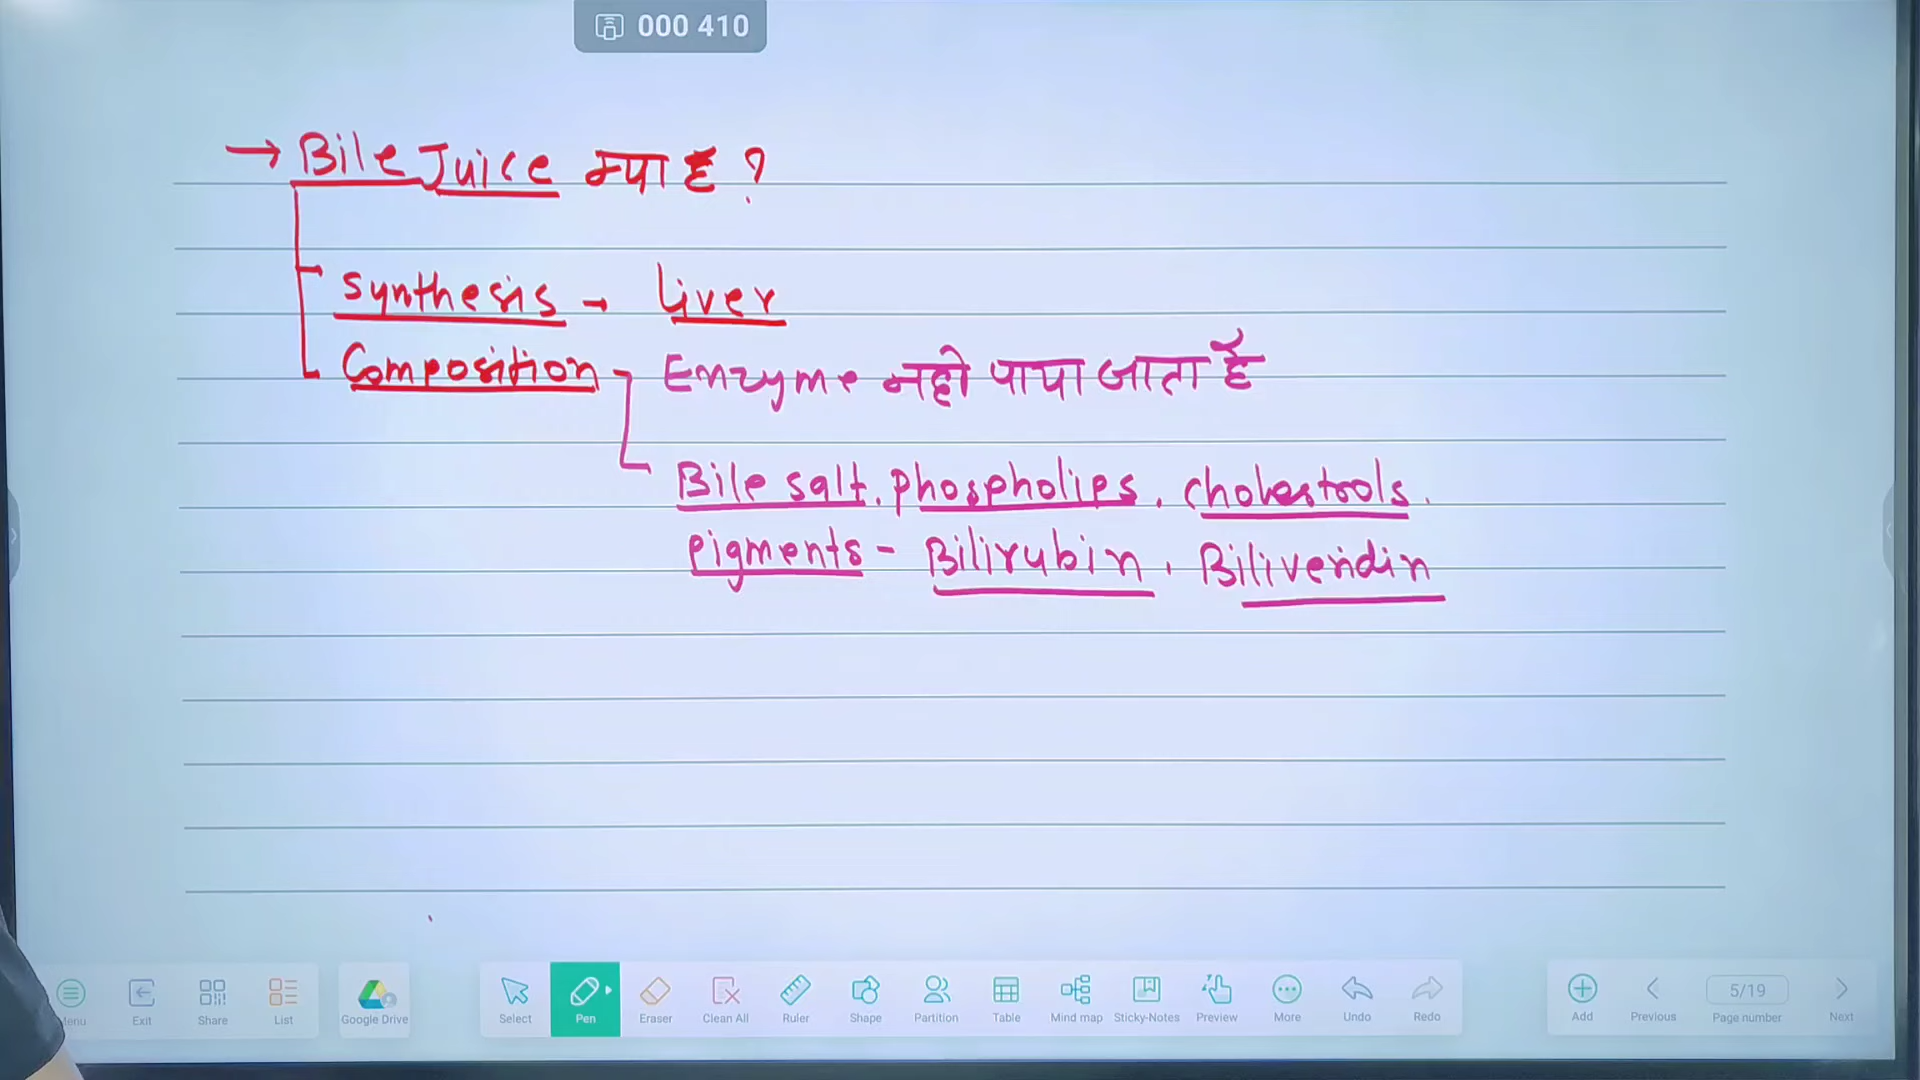 000 410
→ Bile Juice क्या है ?
Synthesis → Liver
Composition Enzyme नही पाया जाता है
Bile salt, phospholips, cholestrols.
pigments - Bilirubin, Biliveridin
Menu Exit Share List Google Drive Select Pen Eraser Clean All Ruler Shape Partition Table Mind map Sticky-Notes Preview More Undo Redo Add Previous 5/19 Page number Next